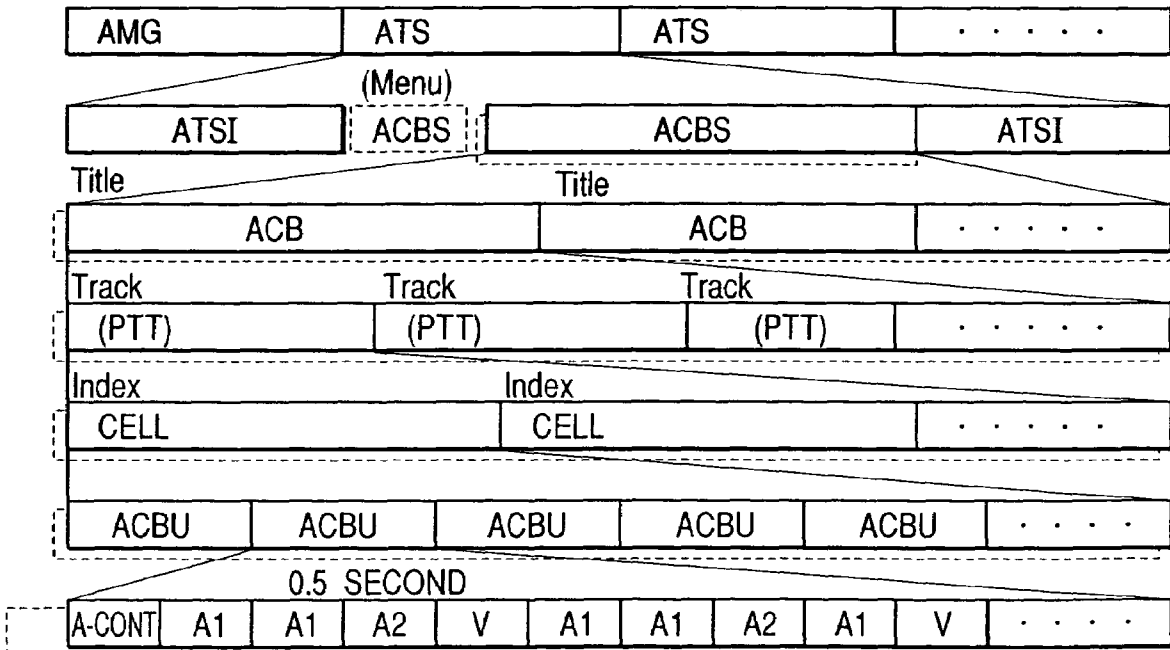 AMG ATS ATS . . . . .
(Menu)
ATSI ACBS ACBS ATSI
Title Title
ACB ACB . . . . .
Track Track Track
(PTT) (PTT) (PTT) . . . . .
Index Index
CELL CELL . . . . .
ACBU ACBU ACBU ACBU ACBU . . . .
0.5 SECOND
A-CONT A1 A1 A2 V A1 A1 A2 A1 V . . . .